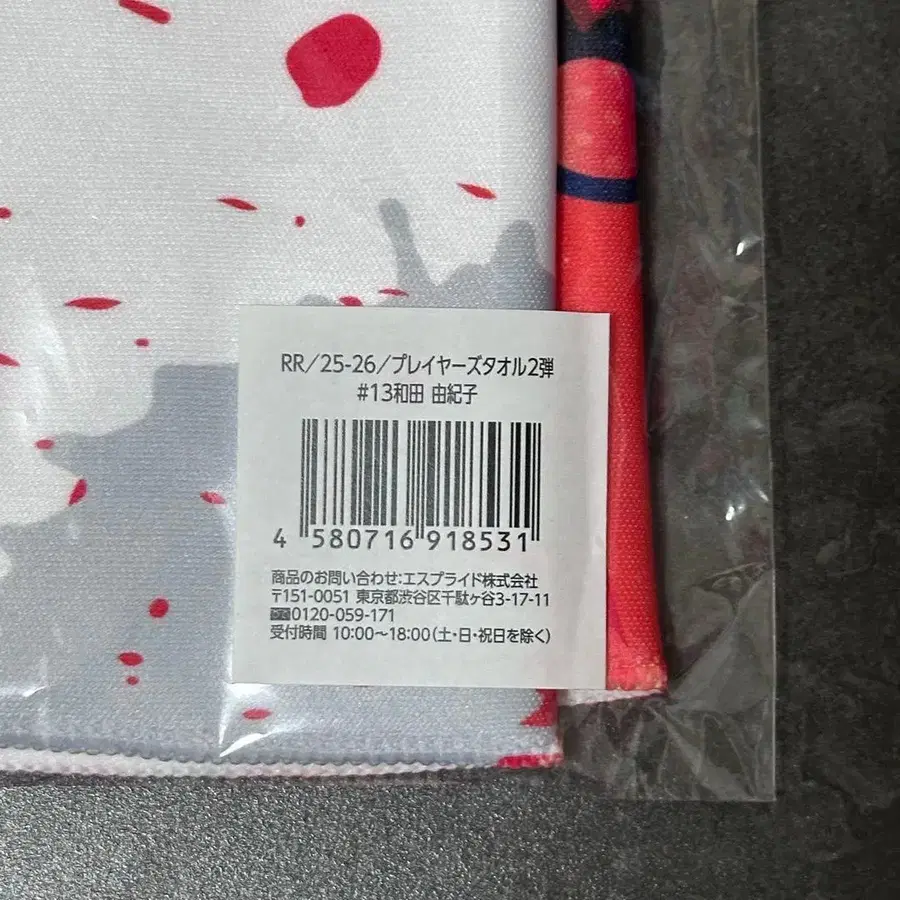 RR/25-26/プレイヤーズタオル2弾
#13和田 由紀子
4 580716 918531
商品のお問い合わせ:エスプライド株式会社
〒151-0051 東京都渋谷区千駄ヶ谷3-17-11
0120-059-171
受付時間 10:00～18:00(土・日・祝日を除く)